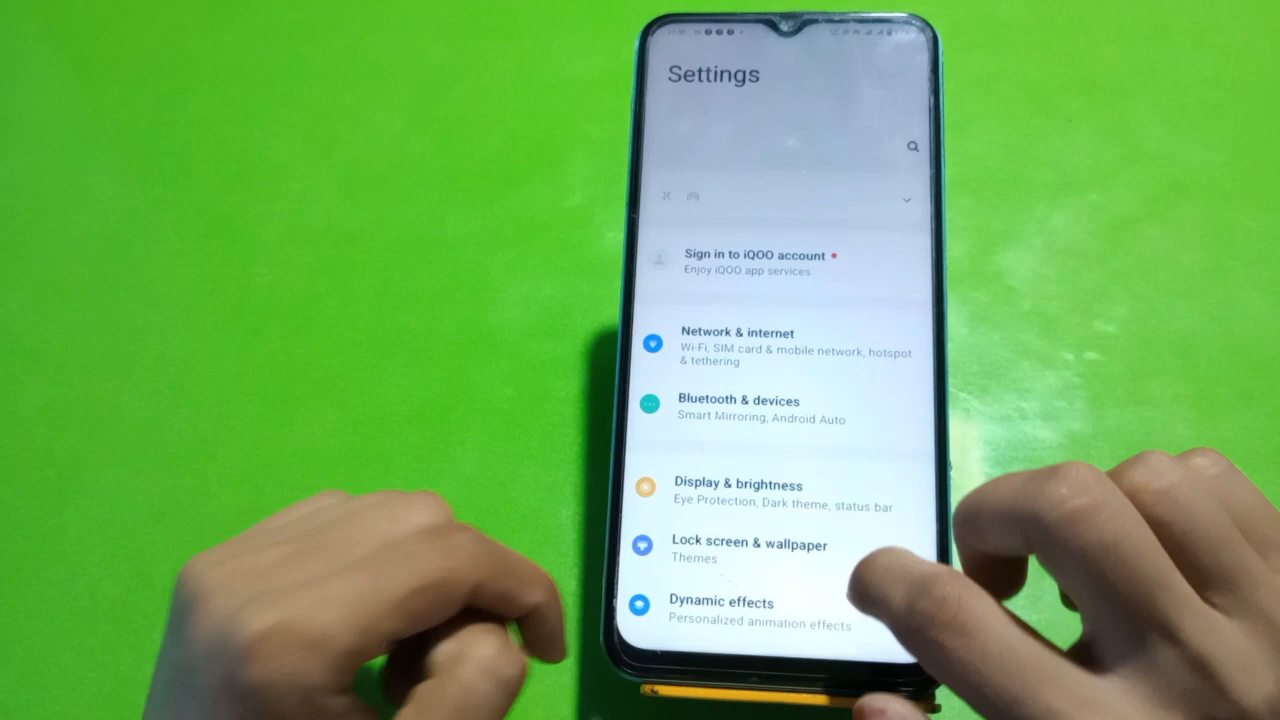 Settings
Sign in to iQOO account
Enjoy iQOO app services
Network & internet
Wi-Fi, SIM card & mobile network, hotspot
& tethering
Bluetooth & devices
Smart Mirroring, Android Auto
Display & brightness
Eye Protection, Dark theme, status bar
Lock screen & wallpaper
Themes
Dynamic effects
Personalized animation effects